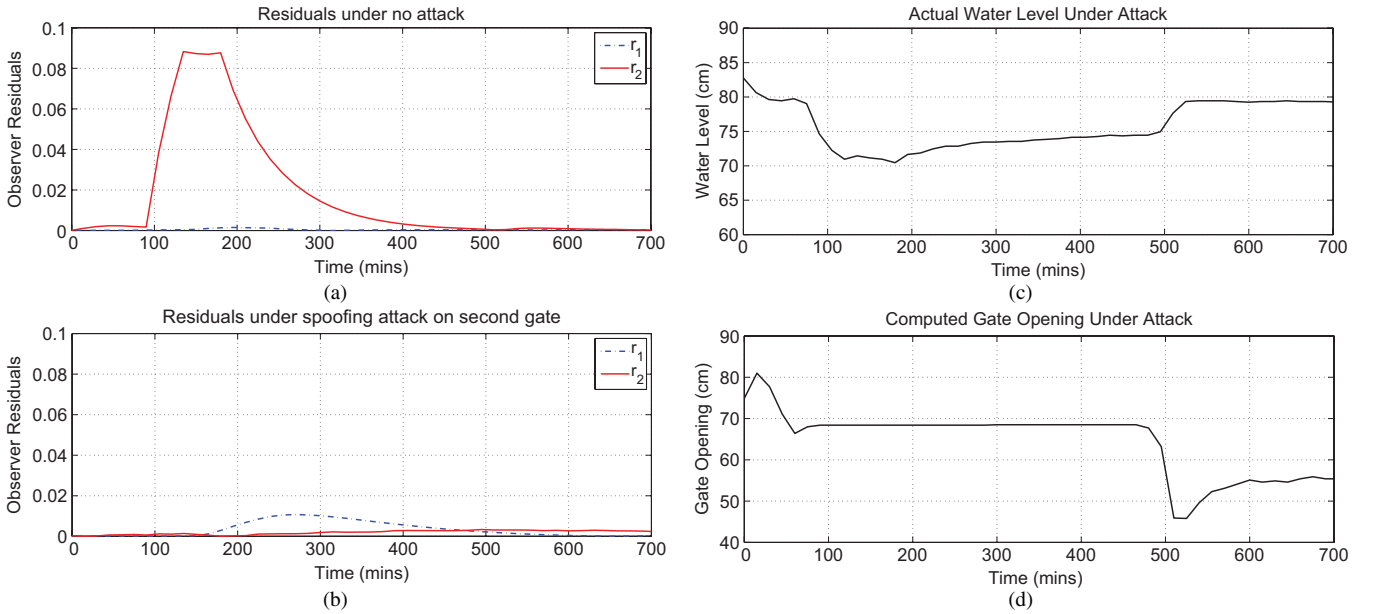 Residuals under no attack
0.1
0.08
0.06
0.04
0.02
0
Observer Residuals
r1
r2
0 100 200 300 400 500 600 700
Time (mins)
(a)
Residuals under spoofing attack on second gate
0.1
0.08
0.06
0.04
0.02
0
Observer Residuals
r1
r2
0 100 200 300 400 500 600 700
Time (mins)
(b)
Actual Water Level Under Attack
90
85
80
75
70
65
60
Water Level (cm)
0 100 200 300 400 500 600 700
Time (mins)
(c)
Computed Gate Opening Under Attack
90
80
70
60
50
40
Gate Opening (cm)
0 100 200 300 400 500 600 700
Time (mins)
(d)